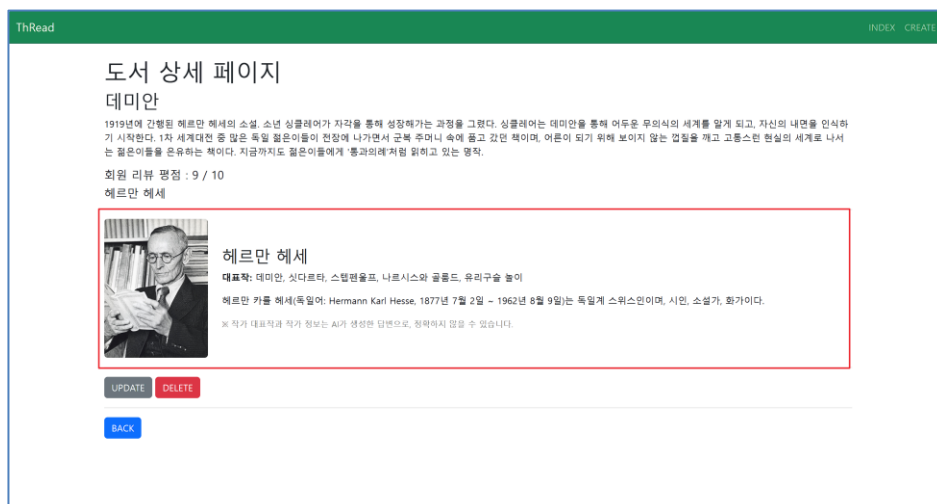 ThRead
INDEX CREATE
도서 상세 페이지
데미안
1919년에 간행된 헤르만 헤세의 소설. 소년 싱클레어가 자각을 통해 성장해가는 과정을 그렸다. 싱클레어는 데미안을 통해 어두운 무의식의 세계를 알게 되고, 자신의 내면을 인식하
기 시작한다. 1차 세계대전 중 많은 독일 젊은이들이 전장에 나가면서 군복 주머니 속에 품고 갔던 책이며, 어른이 되기 위해 보이지 않는 껍질을 깨고 고통스런 현실의 세계로 나서
는 젊은이들을 은유하는 책이다. 지금까지도 젊은이들에게 '통과의례'처럼 읽히고 있는 명작.
회원 리뷰 평점 : 9 / 10
헤르만 헤세
헤르만 헤세
대표작: 데미안, 싯다르타, 스텝펜울프, 나르시스와 골롬드, 유리구슬 놀이
헤르만 카를 헤세(독일어: Hermann Karl Hesse, 1877년 7월 2일 ~ 1962년 8월 9일)는 독일계 스위스인이며, 시인, 소설가, 화가이다.
※ 작가 대표작과 작가 정보는 AI가 생성한 답변으로, 정확하지 않을 수 있습니다.
UPDATE DELETE
BACK